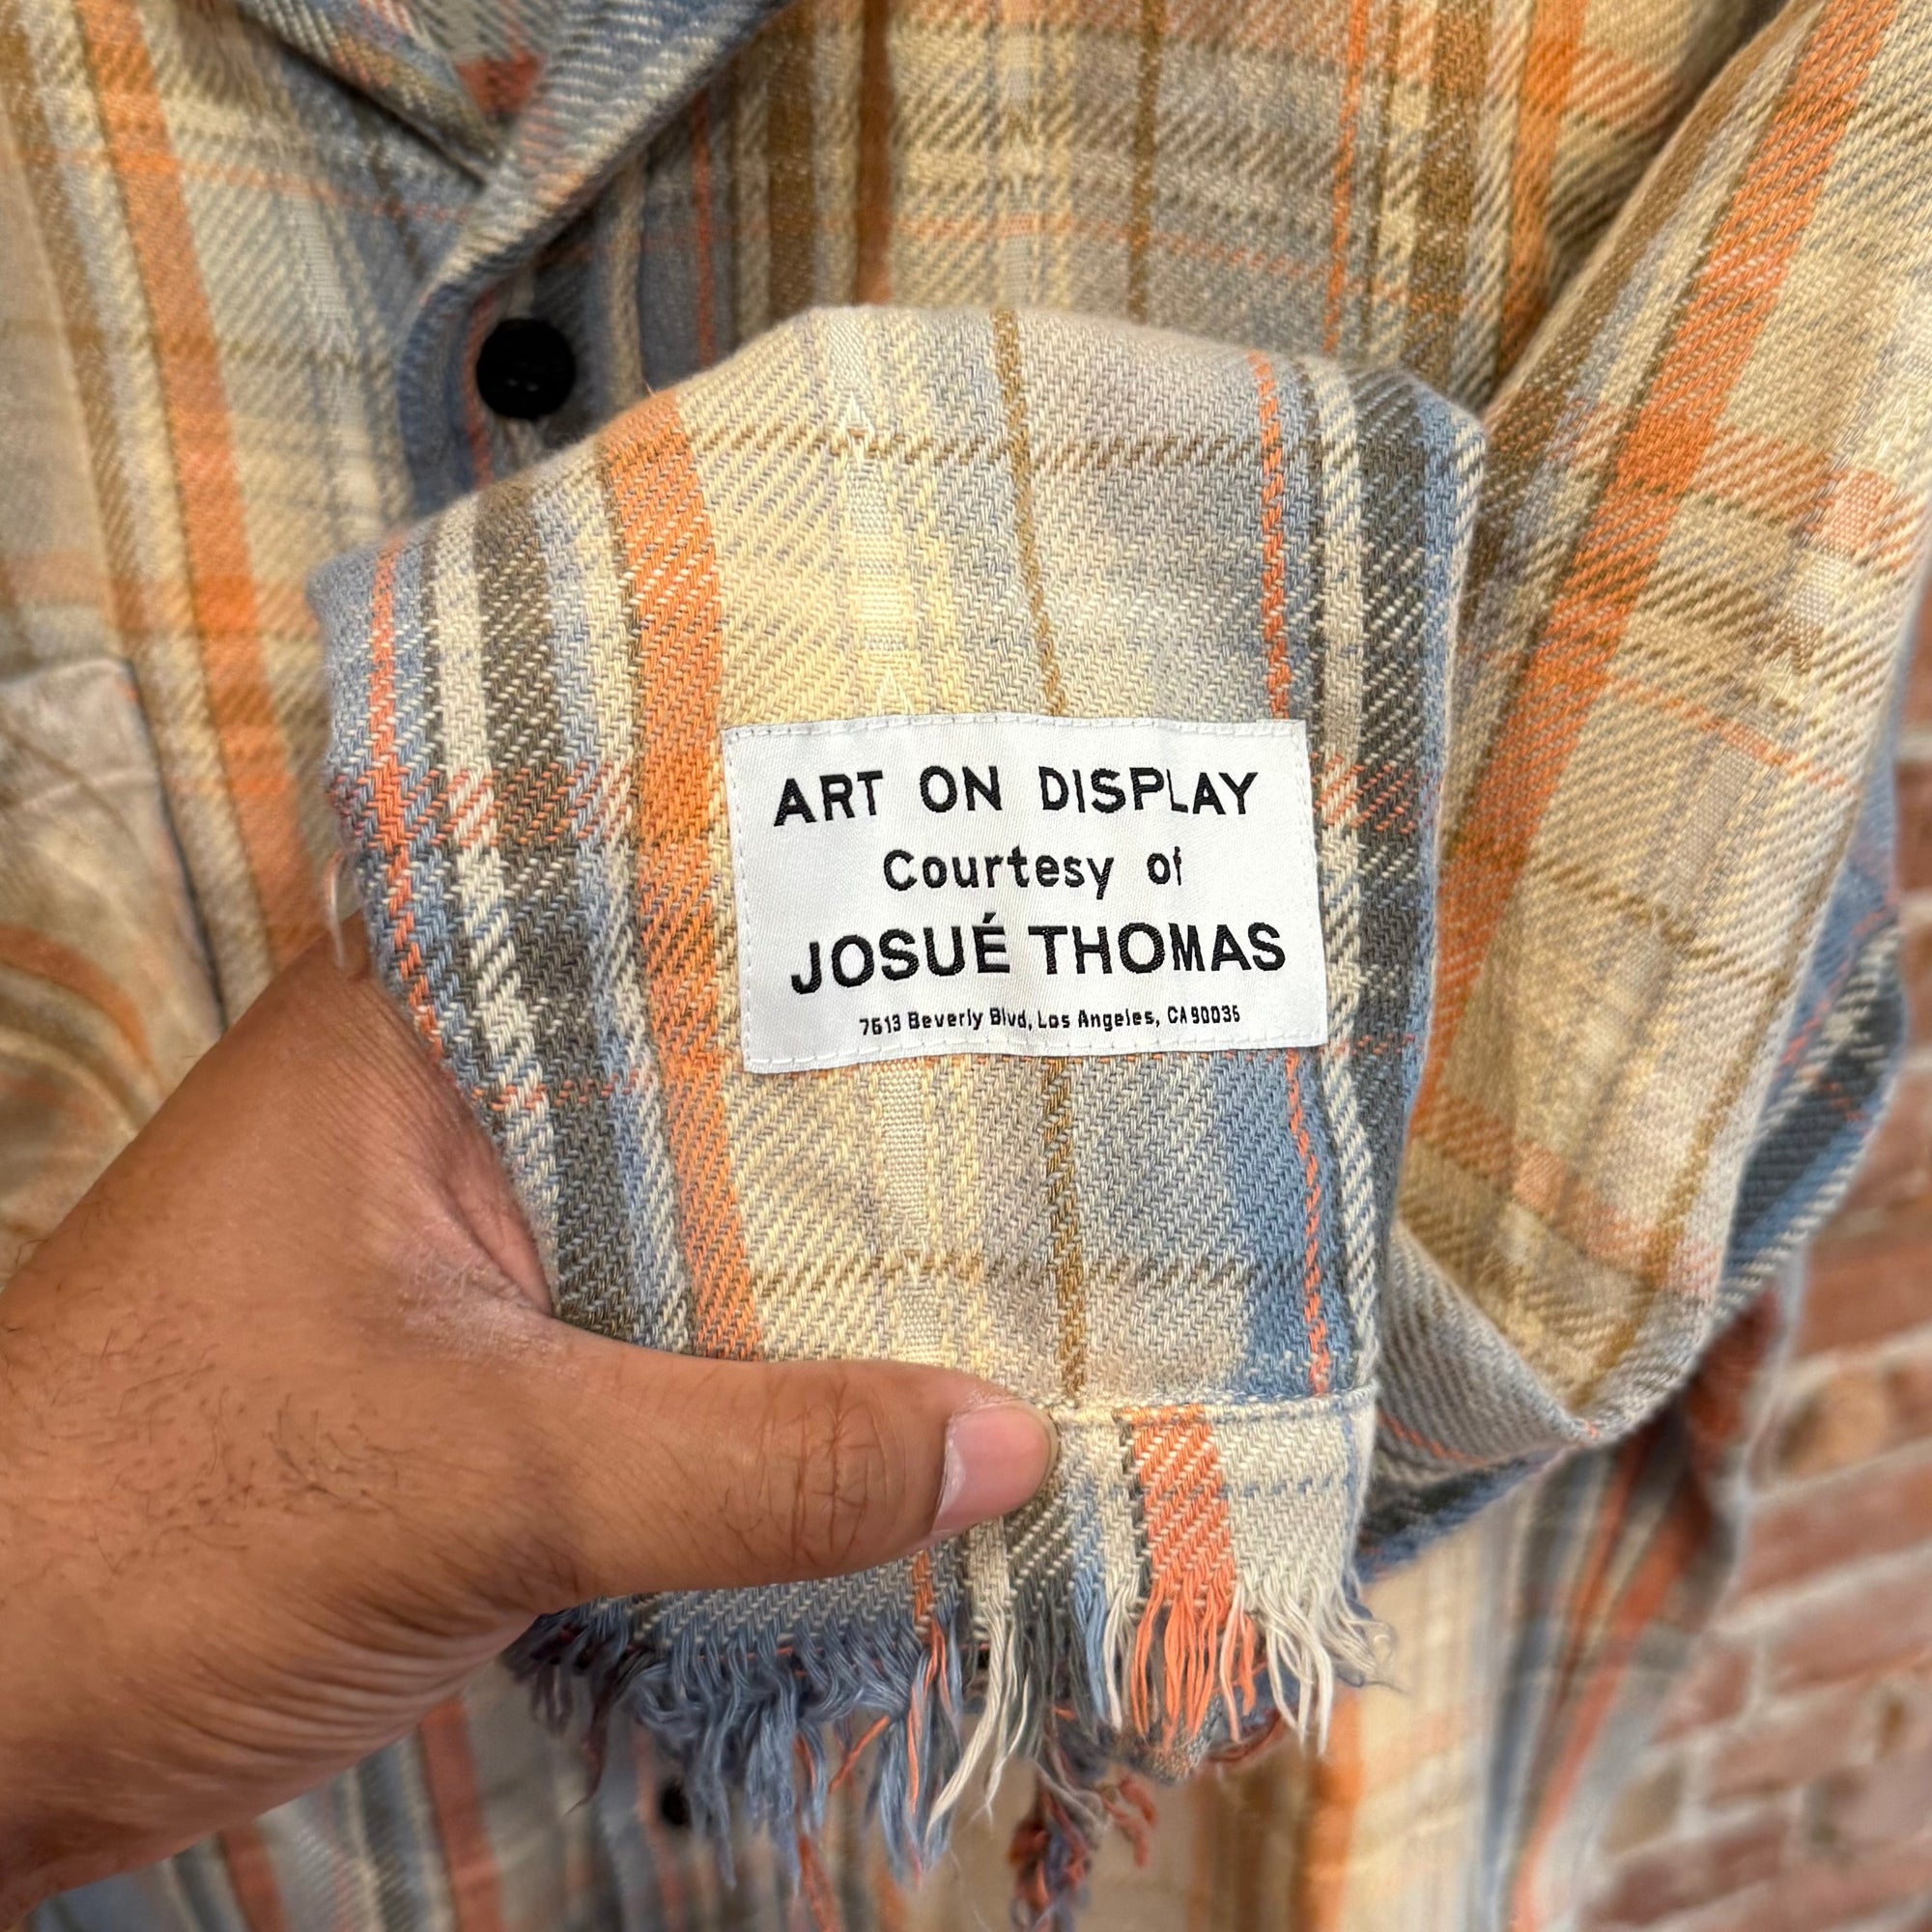 ART ON DISPLAY
Courtesy of
JOSUÉ THOMAS
7613 Beverly Blvd, Los Angeles, CA 90036